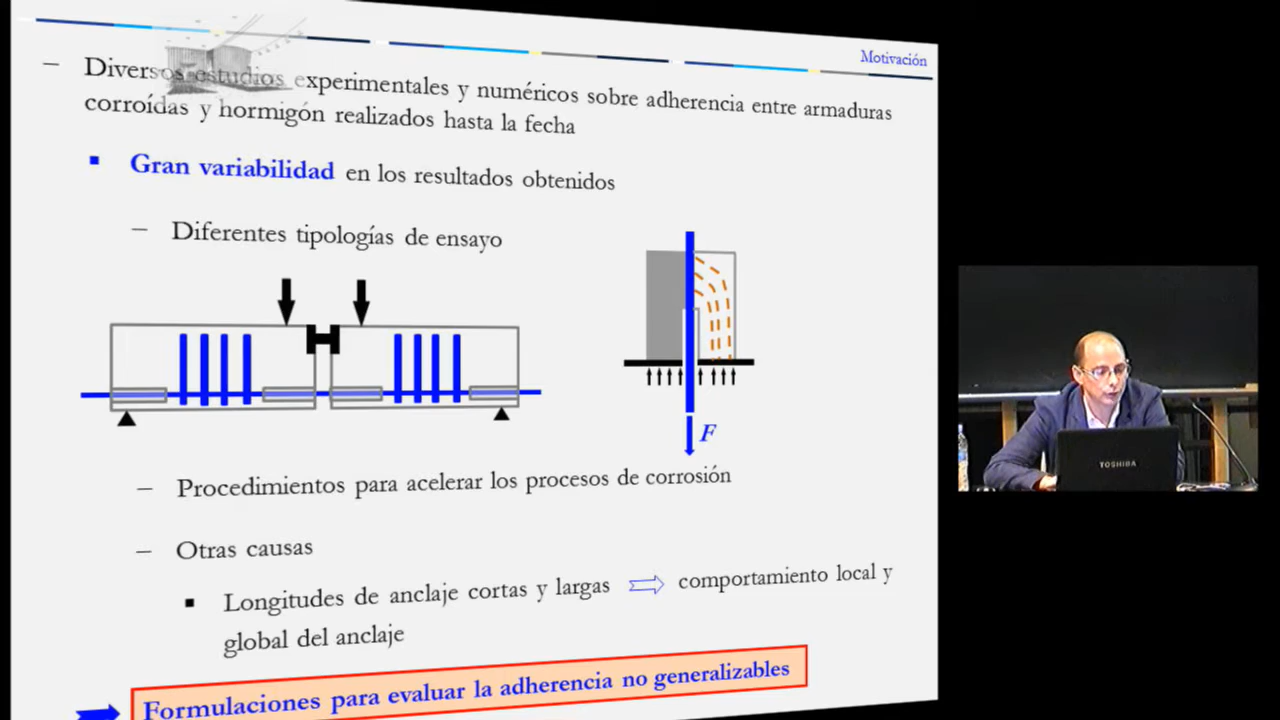 Motivación
– Diversos estudios experimentales y numéricos sobre adherencia entre armaduras
corroídas y hormigón realizados hasta la fecha
▪ Gran variabilidad en los resultados obtenidos
– Diferentes tipologías de ensayo
F
– Procedimientos para acelerar los procesos de corrosión
– Otras causas
▪ Longitudes de anclaje cortas y largas ⇨ comportamiento local y
global del anclaje
Formulaciones para evaluar la adherencia no generalizables
TOSHIBA